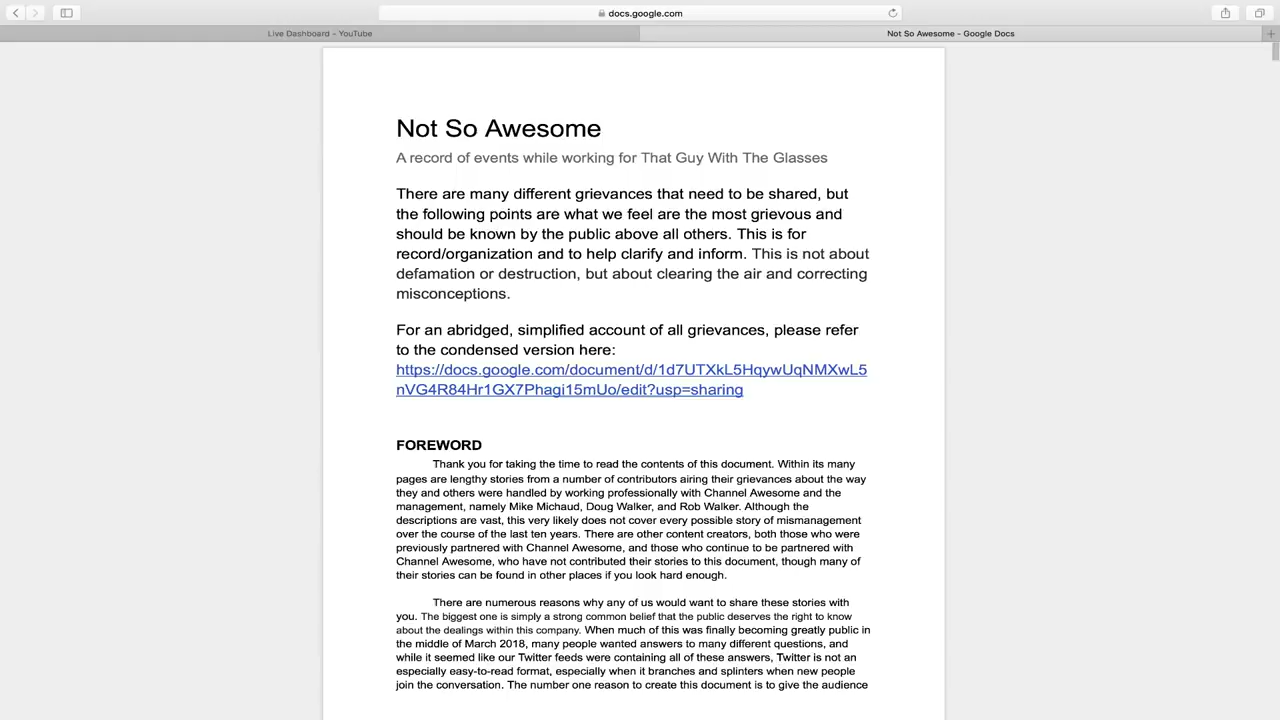 docs.google.com
Live Dashboard – YouTube
Not So Awesome – Google Docs
Not So Awesome
A record of events while working for That Guy With The Glasses
There are many different grievances that need to be shared, but
the following points are what we feel are the most grievous and
should be known by the public above all others. This is for
record/organization and to help clarify and inform. This is not about
defamation or destruction, but about clearing the air and correcting
misconceptions.
For an abridged, simplified account of all grievances, please refer
to the condensed version here:
https://docs.google.com/document/d/1d7UTXkL5HqywUqNMXwL5
nVG4R84Hr1GX7Phagi15mUo/edit?usp=sharing
FOREWORD
Thank you for taking the time to read the contents of this document. Within its many
pages are lengthy stories from a number of contributors airing their grievances about the way
they and others were handled by working professionally with Channel Awesome and the
management, namely Mike Michaud, Doug Walker, and Rob Walker. Although the
descriptions are vast, this very likely does not cover every possible story of mismanagement
over the course of the last ten years. There are other content creators, both those who were
previously partnered with Channel Awesome, and those who continue to be partnered with
Channel Awesome, who have not contributed their stories to this document, though many of
their stories can be found in other places if you look hard enough.
There are numerous reasons why any of us would want to share these stories with
you. The biggest one is simply a strong common belief that the public deserves the right to know
about the dealings within this company. When much of this was finally becoming greatly public in
the middle of March 2018, many people wanted answers to many different questions, and
while it seemed like our Twitter feeds were containing all of these answers, Twitter is not an
especially easy-to-read format, especially when it branches and splinters when new people
join the conversation. The number one reason to create this document is to give the audience